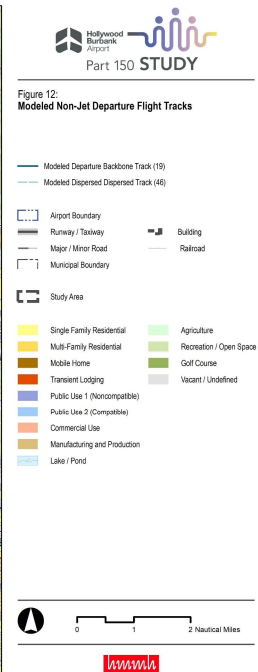 Hollywood
Burbank
Airport
Part 150 STUDY
Figure 12:
Modeled Non-Jet Departure Flight Tracks
Modeled Departure Backbone Track (19)
Modeled Dispersed Dispersed Track (46)
Airport Boundary
Runway / Taxiway
Building
Major / Minor Road
Railroad
Municipal Boundary
Study Area
Single Family Residential
Agriculture
Multi-Family Residential
Recreation / Open Space
Mobile Home
Golf Course
Transient Lodging
Vacant / Undefined
Public Use 1 (Noncompatible)
Public Use 2 (Compatible)
Commercial Use
Manufacturing and Production
Lake / Pond
0 1 2 Nautical Miles
hmmh